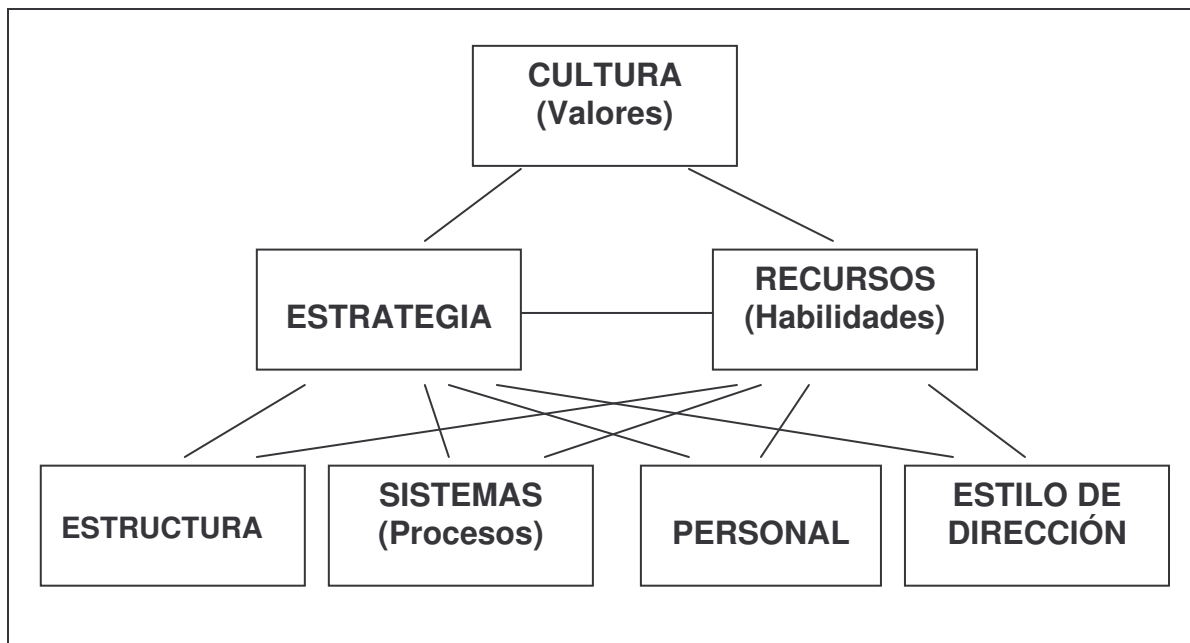 CULTURA
(Valores)
ESTRATEGIA
RECURSOS
(Habilidades)
ESTRUCTURA
SISTEMAS
(Procesos)
PERSONAL
ESTILO DE
DIRECCIÓN